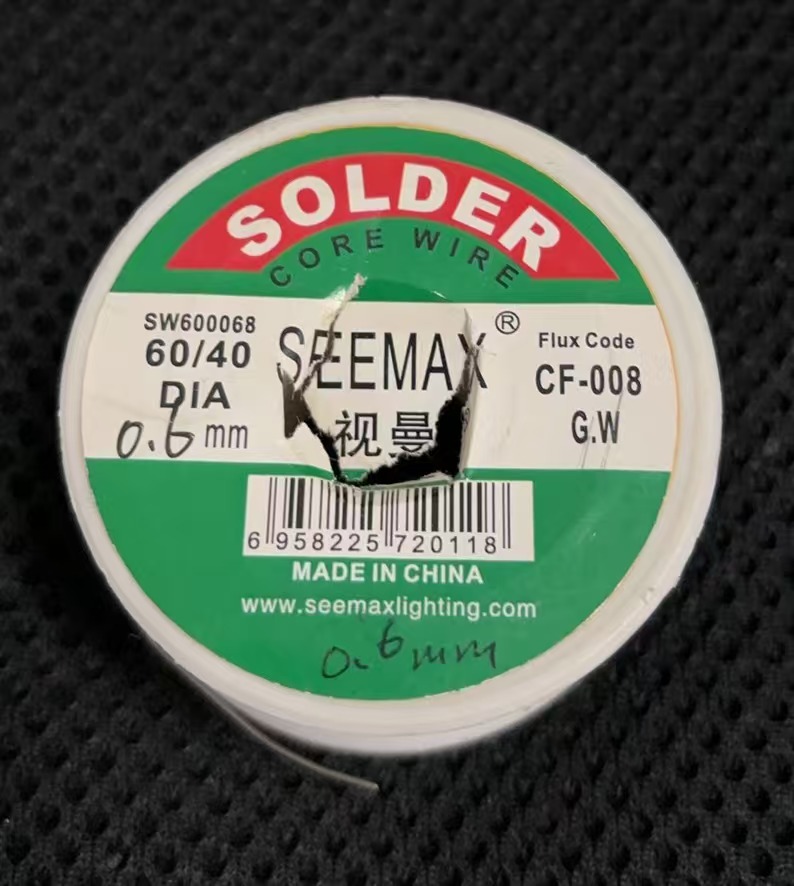 SOLDER
CORE WIRE
SW600068
60/40
DIA
0.6 mm
SEEMAX®
视曼
Flux Code
CF-008
G.W
6 958225 720118
MADE IN CHINA
www.seemaxlighting.com
0.6mm